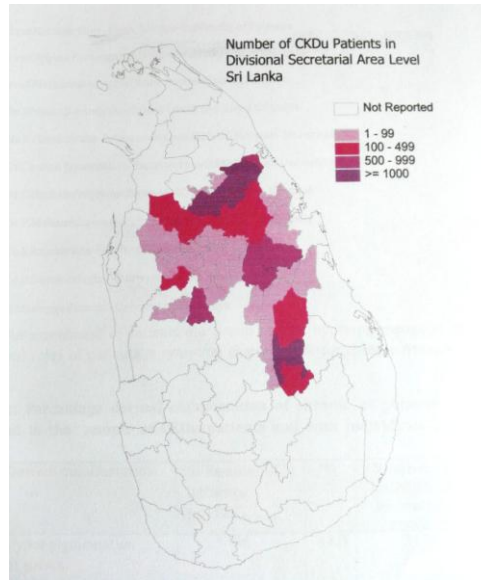 Number of CKDu Patients in
Divisional Secretarial Area Level
Sri Lanka
Not Reported
1 - 99
100 - 499
500 - 999
>= 1000